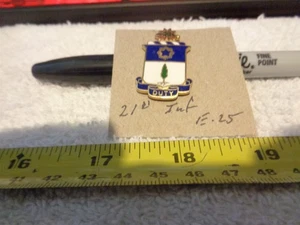 DUTY
21st Inf
E-25
FINE
POINT
16 17 18 19
42 43 44 45 46 47 48